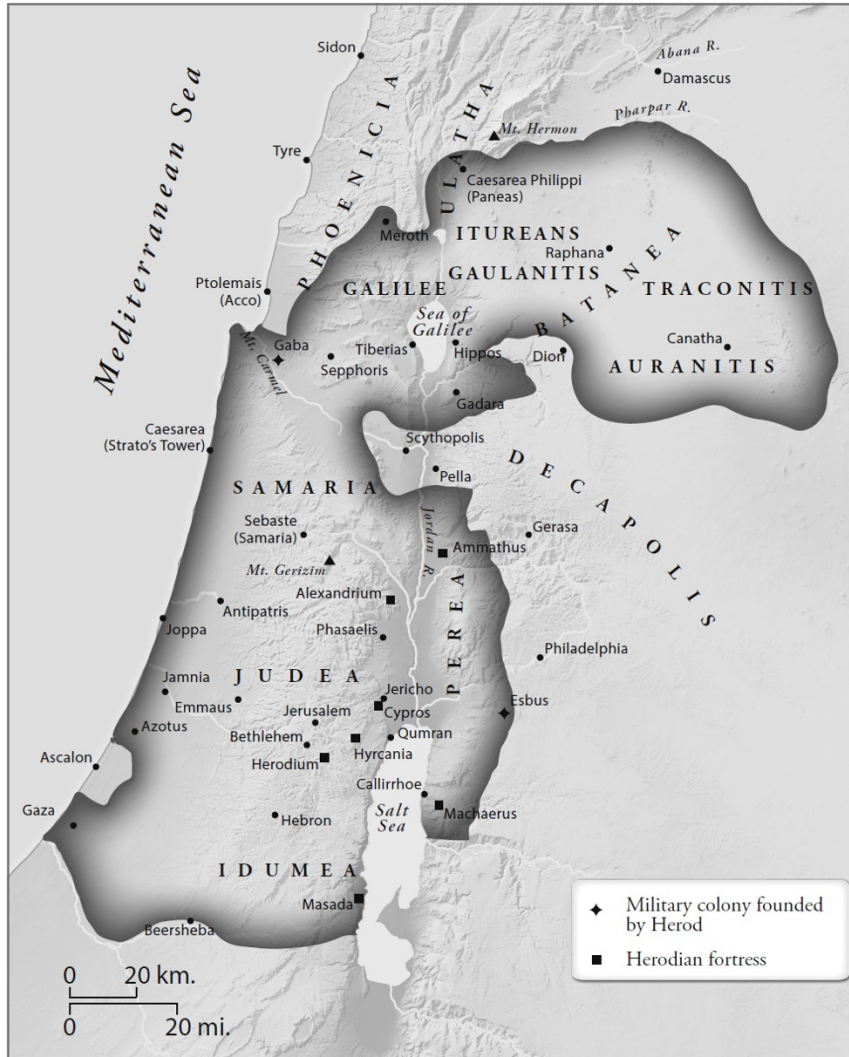 Sidon
Abana R.
Damascus
Mediterranean Sea
PHOENICIA
ULATHA
Pharpar R.
Mt. Hermon
Tyre
Caesarea Philippi
(Paneas)
Meroth
ITUREANS
Raphana
BATANEA
GAULANITIS
Ptolemais
(Acco)
GALILEE
TRACONITIS
Sea of
Galilee
Mt. Carmel
Gaba
Tiberias
Hippos
Dion
Canatha
Sepphoris
AURANITIS
Gadara
Caesarea
(Strato's Tower)
Scythopolis
Pella
DECAPOLIS
SAMARIA
Jordan R.
Sebaste
(Samaria)
Gerasa
Ammathus
Mt. Gerizim
Alexandrium
PEREA
Antipatris
Joppa
Phasaelis
Philadelphia
JUDEA
Jamnia
Emmaus
Jericho
Cypros
Esbus
Jerusalem
Azotus
Bethlehem
Qumran
Hyrcania
Herodium
Ascalon
Callirrhoe
Machaerus
Salt
Sea
Gaza
Hebron
IDUMEA
Masada
Beersheba
Military colony founded
by Herod
Herodian fortress
0 20 km.
0 20 mi.